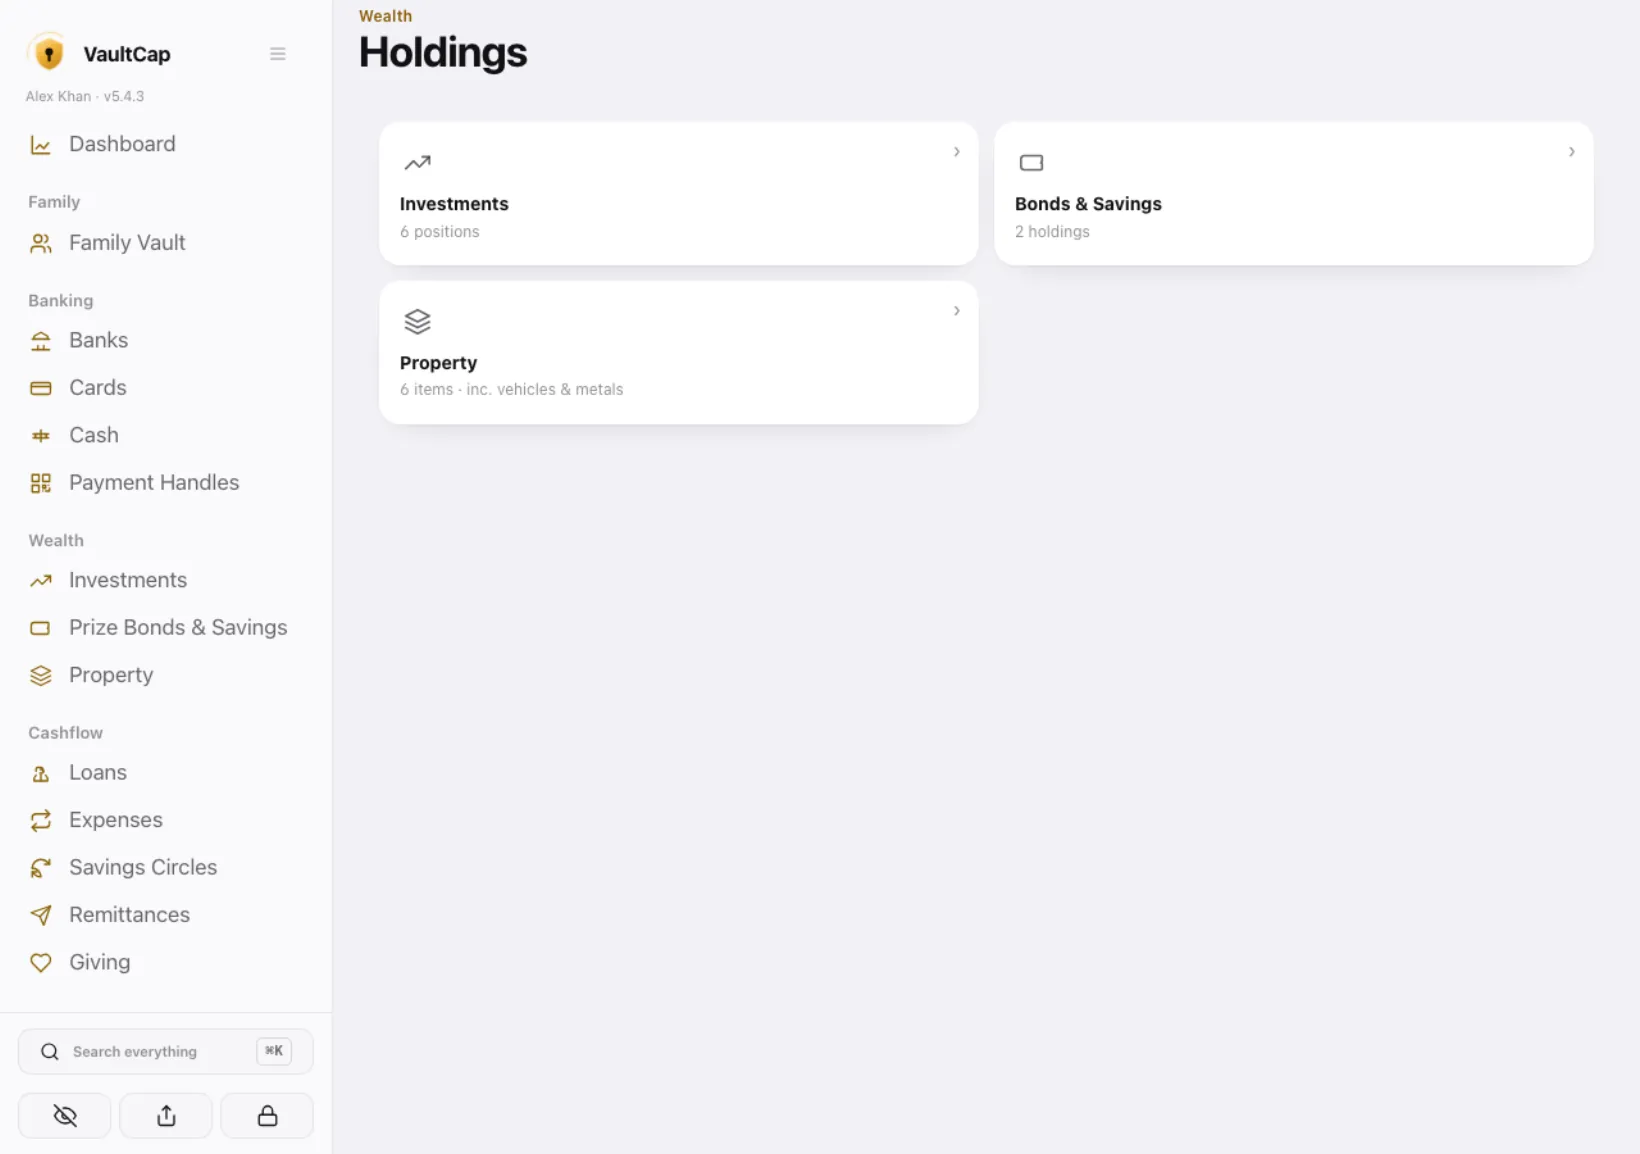 VaultCap
Alex Khan · v5.4.3
Dashboard
Family
Family Vault
Banking
Banks
Cards
Cash
Payment Handles
Wealth
Investments
Prize Bonds & Savings
Property
Cashflow
Loans
Expenses
Savings Circles
Remittances
Giving
Search everything
⌘K
Wealth
Holdings
Investments
6 positions
Bonds & Savings
2 holdings
Property
6 items · inc. vehicles & metals